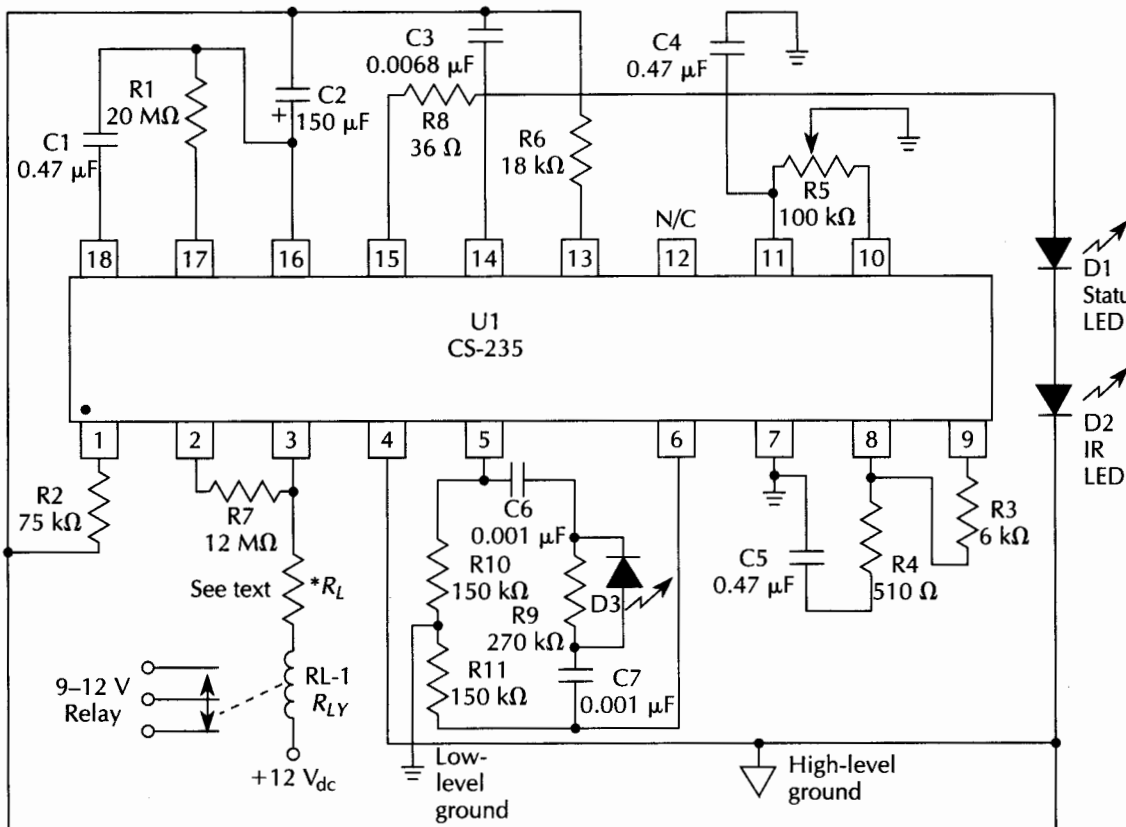 C3
0.0068 µF
C4
0.47 µF
R1
20 MΩ
C2
+ 150 µF
C1
0.47 µF
R8
36 Ω
R6
18 kΩ
R5
100 kΩ
N/C
18
17
16
15
14
13
12
11
10
D1
Statu
LED
U1
CS-235
D2
IR
LED
1
2
3
4
5
6
7
8
9
R2
75 kΩ
R7
12 MΩ
C6
0.001 µF
R3
6 kΩ
C5
0.47 µF
R4
510 Ω
See text
*RL
R10
150 kΩ
D3
R9
270 kΩ
R11
150 kΩ
C7
0.001 µF
9–12 V
Relay
RL-1
RLY
+12 Vdc
Low-
level
ground
High-level
ground